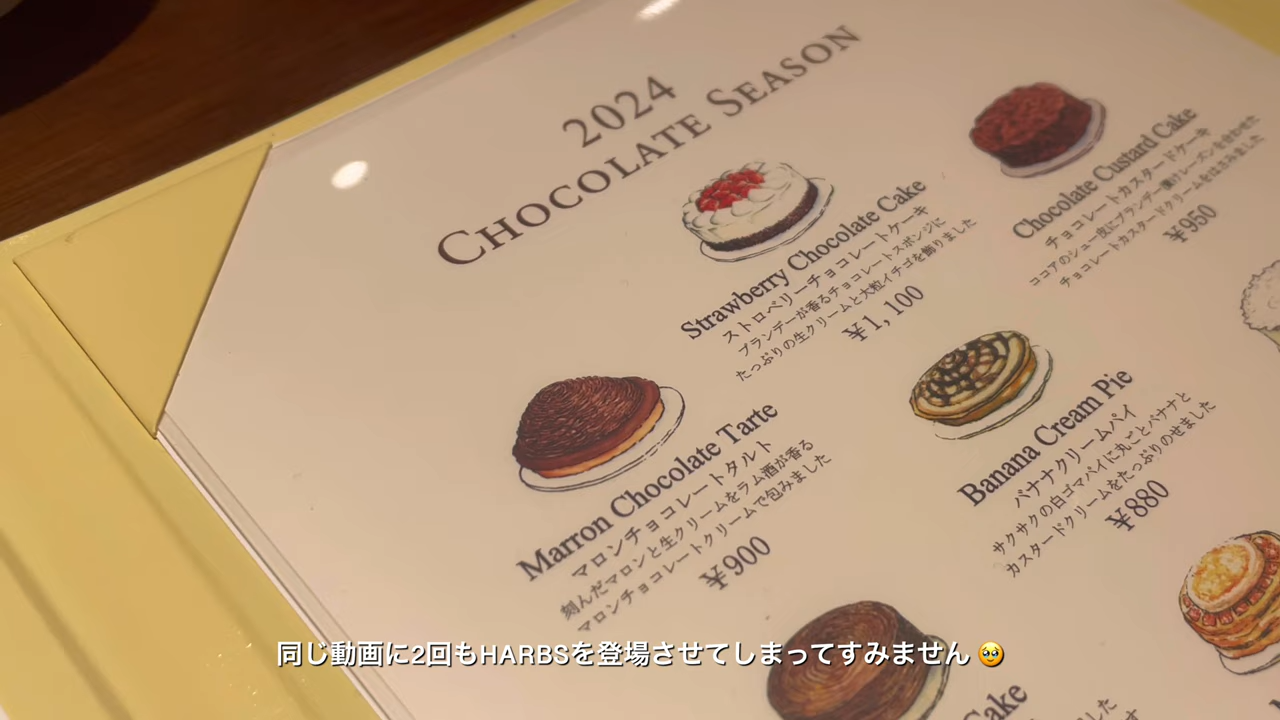 2024
CHOCOLATE SEASON
Strawberry Chocolate Cake
ストロベリーチョコレートケーキ
ブランデーが香るチョコレートスポンジに
たっぷりの生クリームと大粒イチゴを飾りました
¥1,100
Chocolate Custard Cake
チョコレートカスタードケーキ
ココアのシュー皮にブランデー漬けレーズンを合わせた
チョコレートカスタードクリームをはさみました
¥950
Marron Chocolate Tarte
マロンチョコレートタルト
刻んだマロンと生クリームをラム酒が香る
マロンチョコレートクリームで包みました
¥900
Banana Cream Pie
バナナクリームパイ
サクサクの白ゴマパイに丸ごとバナナと
カスタードクリームをたっぷりのせました
¥880
Cake
同じ動画に2回もHARBSを登場させてしまってすみません🥹